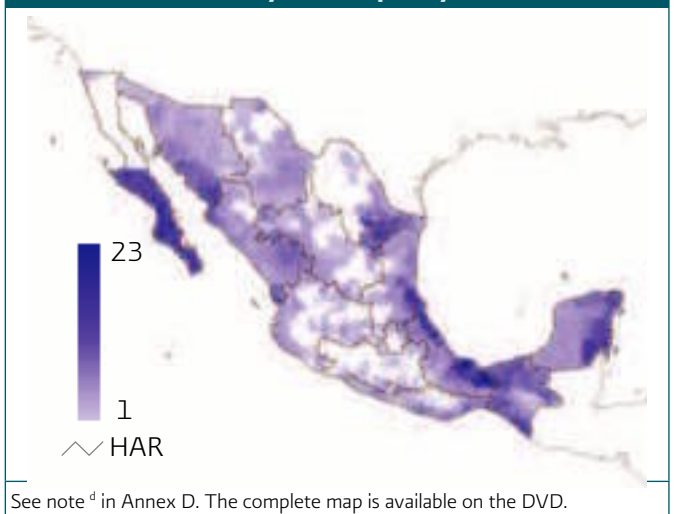 23
1
HAR
See note d in Annex D. The complete map is available on the DVD.